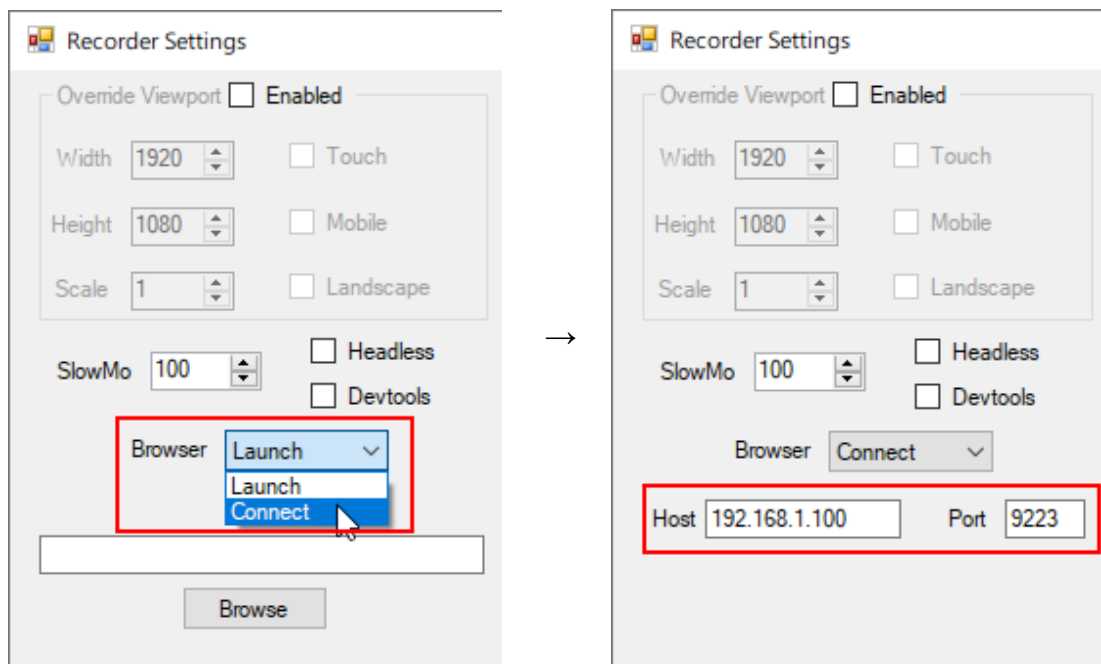 Recorder Settings
Override Viewport Enabled
Width 1920 Touch
Height 1080 Mobile
Scale 1 Landscape
SlowMo 100 Headless
Devtools
Browser Launch
Launch
Connect
Browse
→
Recorder Settings
Override Viewport Enabled
Width 1920 Touch
Height 1080 Mobile
Scale 1 Landscape
SlowMo 100 Headless
Devtools
Browser Connect
Host 192.168.1.100 Port 9223